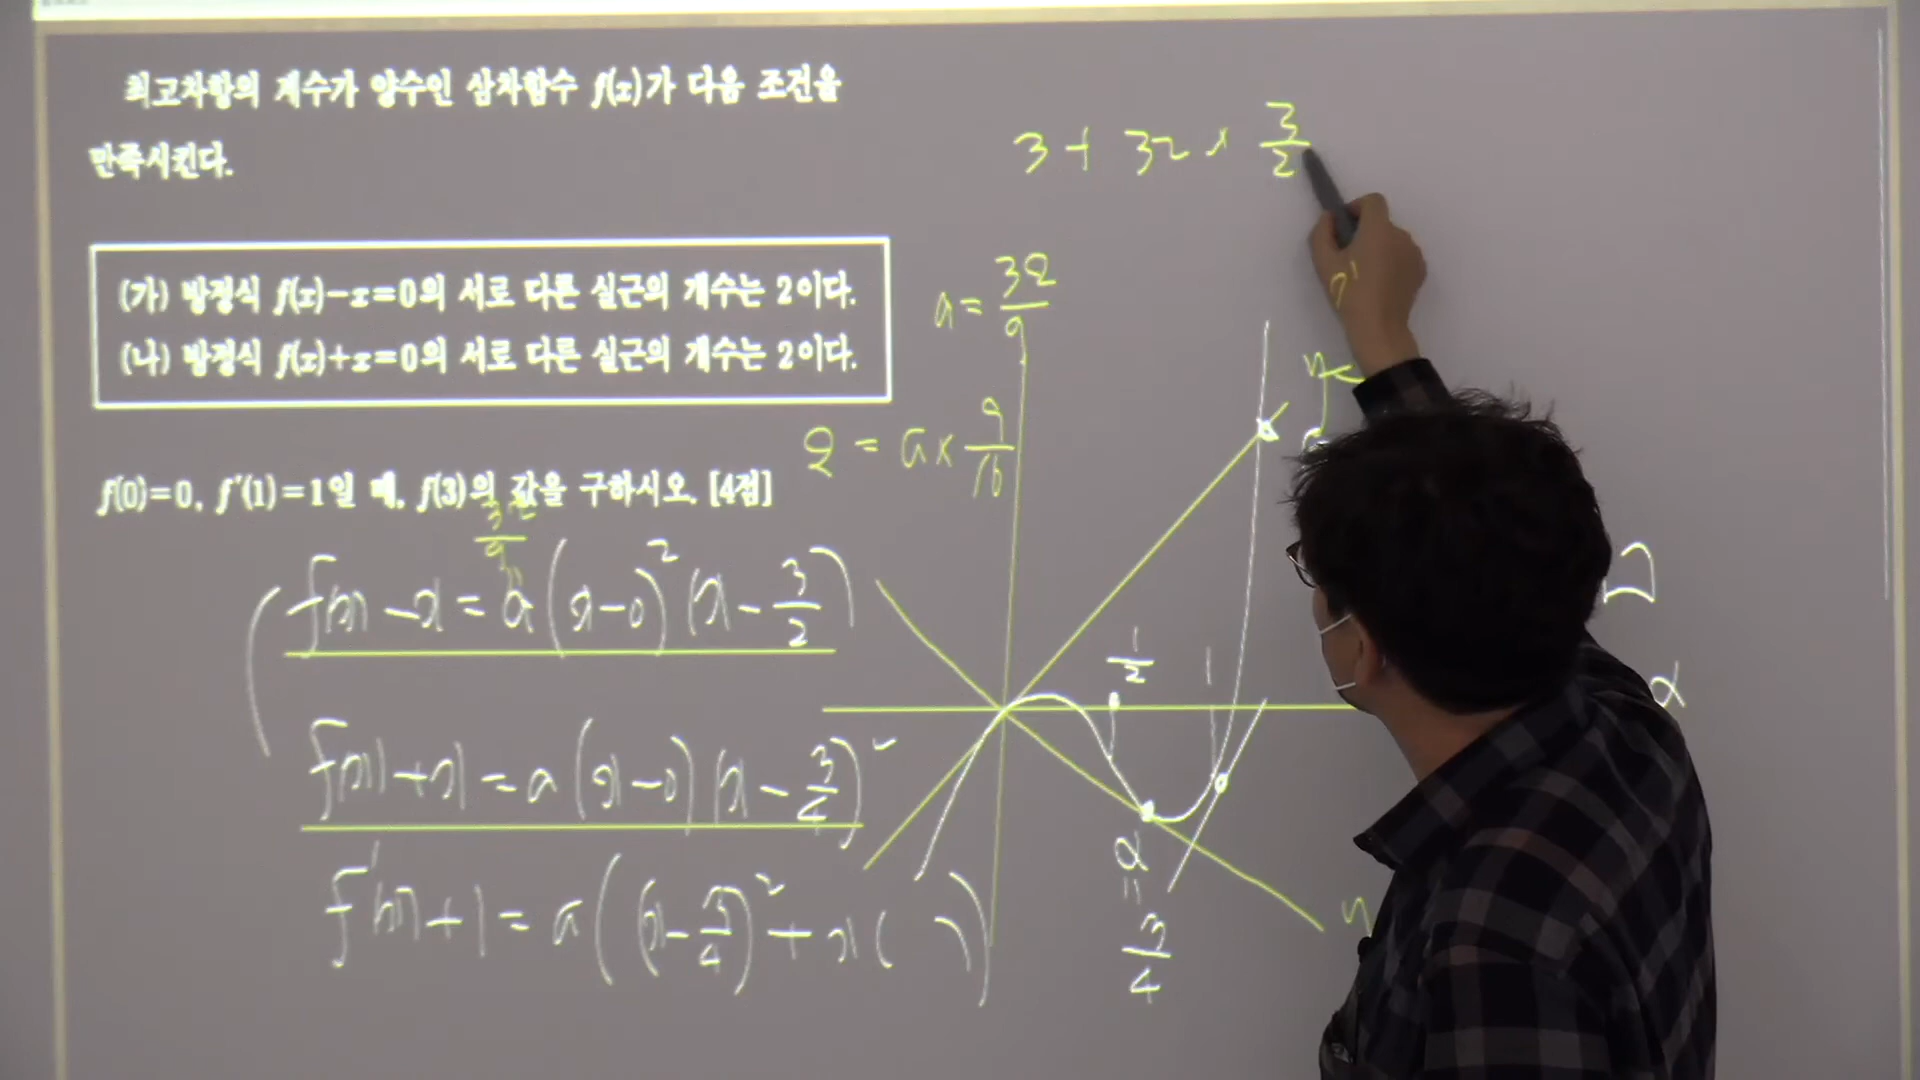 최고차항의 계수가 양수인 삼차함수 f(x)가 다음 조건을
만족시킨다.
(가) 방정식 f(x)-x=0의 서로 다른 실근의 개수는 2이다.
(나) 방정식 f(x)+x=0의 서로 다른 실근의 개수는 2이다.
f(0)=0, f'(1)=1일 때, f(3)의 값을 구하시오. [4점]
3 + 32 × 3/2
a = 32/9
2 = a × 9/16
32/9
f(x) - x = a(x-0)²(x - 3/2)
f(x) + x = a(x-0)(x - 3/4)²
f'(x) + 1 = a((x - 3/4)² + x( ))
1/2
1
α
=
3/4
y
α